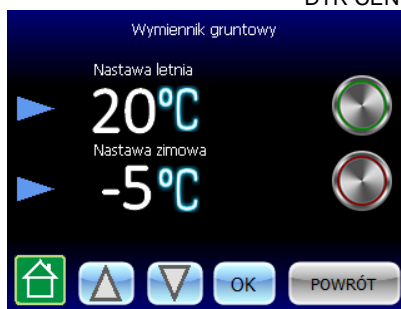 Wymiennik gruntowy
Nastawa letnia
20°C
Nastawa zimowa
-5°C
OK
POWRÓT